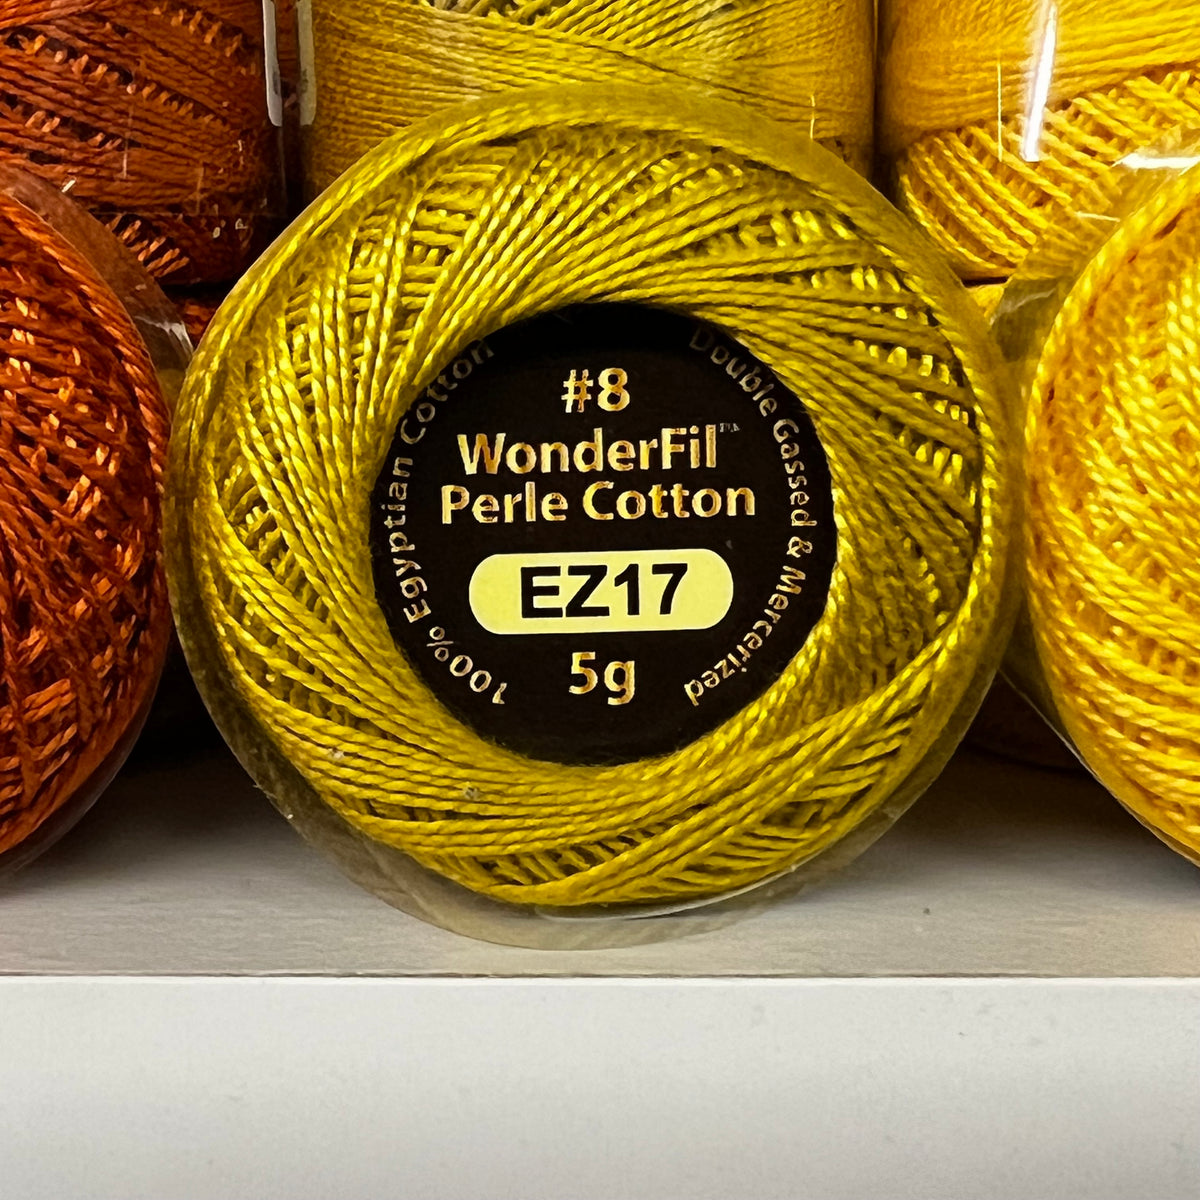 #8
WonderFil™
Perle Cotton
EZ17
5g
100% Egyptian Cotton
Double Gassed & Mercerized